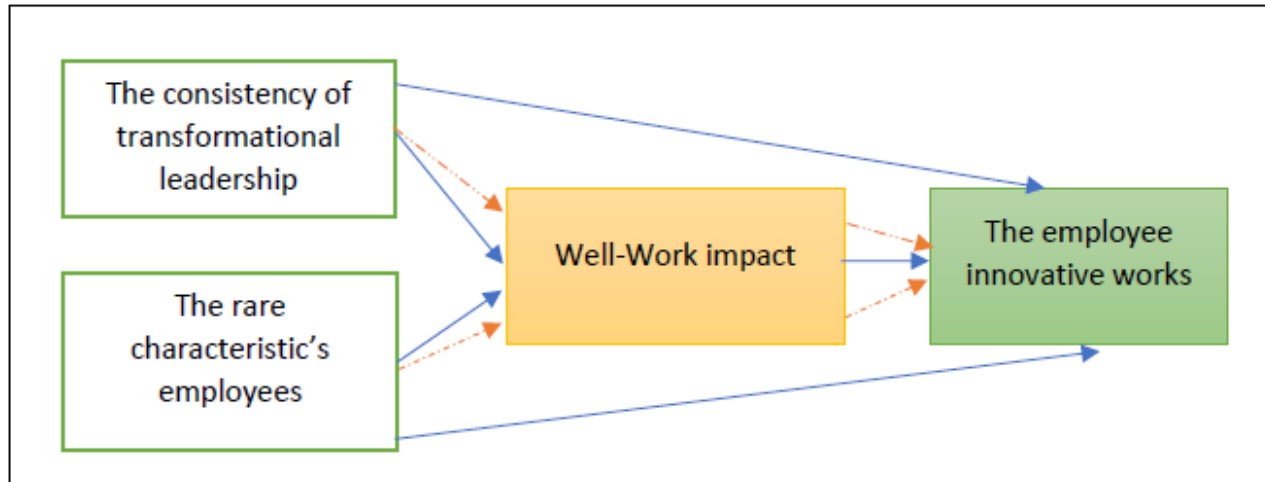 The consistency of
transformational
leadership
The rare
characteristic’s
employees
Well-Work impact
The employee
innovative works